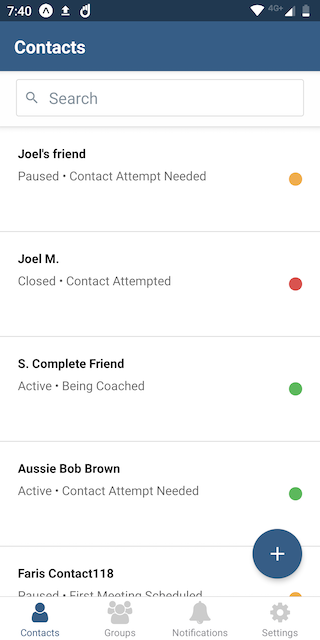 7:40
4G+
Contacts
Search
Joel's friend
Paused • Contact Attempt Needed
Joel M.
Closed • Contact Attempted
S. Complete Friend
Active • Being Coached
Aussie Bob Brown
Active • Contact Attempt Needed
Faris Contact118
Paused • First Meeting Scheduled
Contacts
Groups
Notifications
Settings